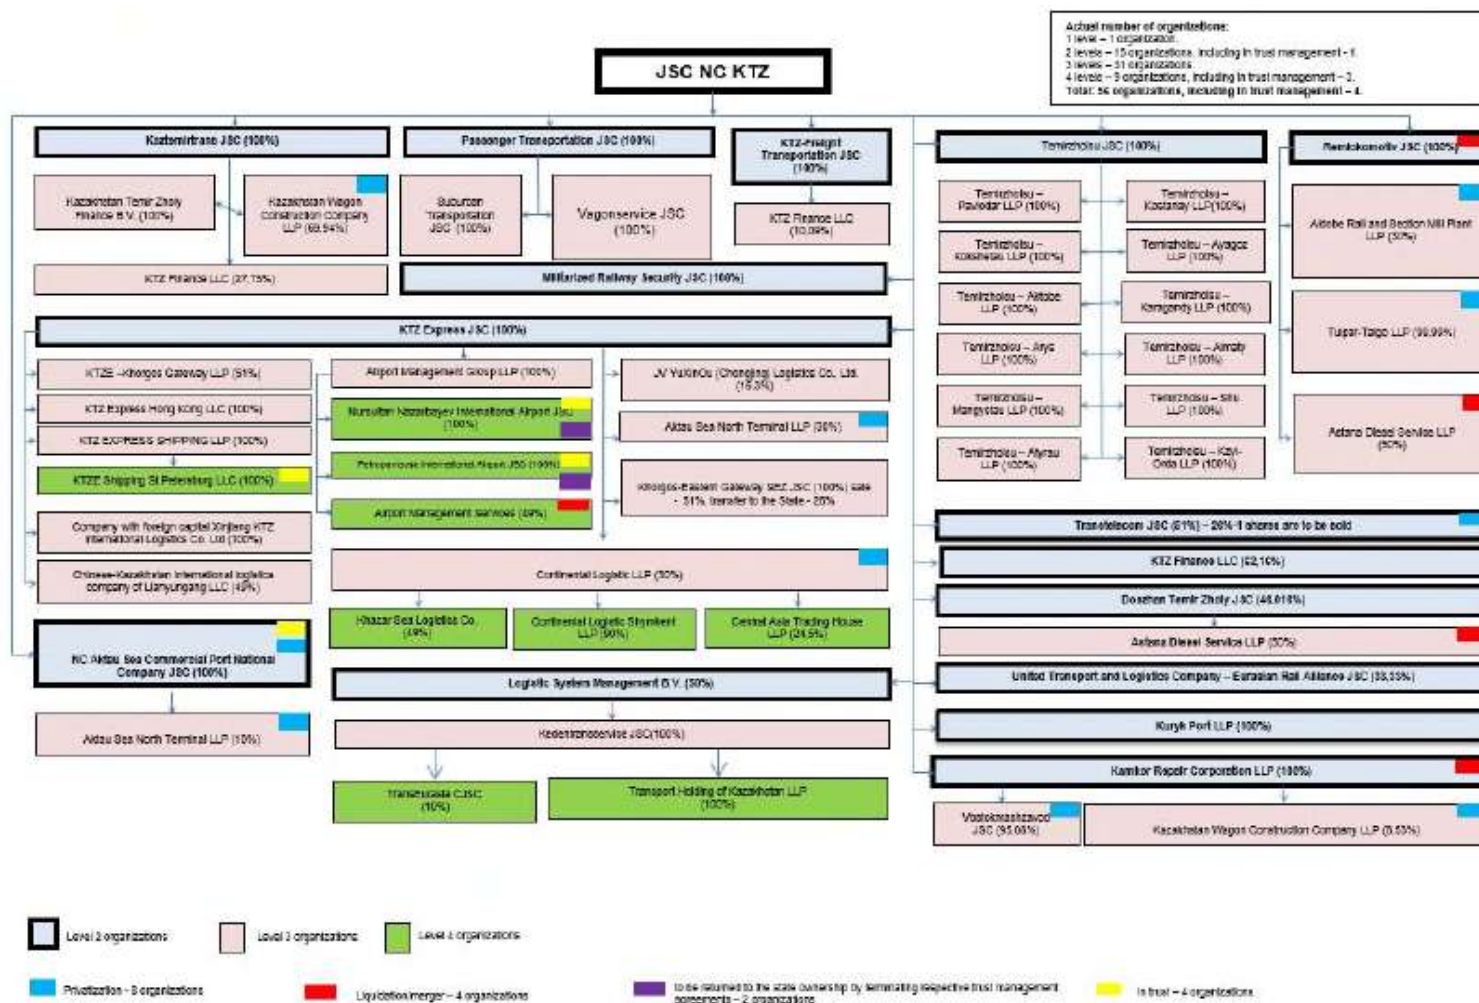 Actual number of organizations:
1 level – 1 organization.
2 levels – 15 organizations, including in trust management - 1.
3 levels – 31 organizations.
4 levels – 9 organizations, including in trust management – 3.
Total: 56 organizations, including in trust management – 4.
JSC NC KTZ
Kaztemirtrans JSC (100%)
Kazakhstan Temir Zholy
Finance B.V. (100%)
Kazakhstan Wagon
Construction Company
LLP (69.94%)
KTZ Finance LLC (27,75%)
Passenger Transportation JSC (100%)
Suburban
Transportation
JSC (100%)
Vagonservice JSC
(100%)
KTZ-Freight
Transportation JSC
(100%)
KTZ Finance LLC
(10,09%)
Militarized Railway Security JSC (100%)
KTZ Express JSC (100%)
KTZE –Khorgos Gateway LLP (51%)
KTZ Express Hong Kong LLC (100%)
KTZ EXPRESS SHIPPING LLP (100%)
KTZE Shipping St Petersburg LLC (100%)
Company with foreign capital Xinjiang KTZ
International Logistics Co. Ltd (100%)
Chinese-Kazakhstan international logistics
company of Lianyungang LLC (49%)
Airport Management Group LLP (100%)
Nursultan Nazarbayev International Airport JSC
(100%)
Petropavlovsk International Airport JSC (100%)
Airport Management Services (49%)
JV YuXinOu (Chongqing) Logistics Co., Ltd.
(16,3%)
Aktau Sea North Terminal LLP (30%)
Khorgos-Eastern Gateway SEZ JSC (100%) sale
- 51%, transfer to the State - 25%
Continental Logistic LLP (30%)
Khazar Sea Logistics Co.
(49%)
Continental Logistic Shymkent
LLP (90%)
Central Asia Trading House
LLP (24,5%)
NC Aktau Sea Commercial Port National
Company JSC (100%)
Aktau Sea North Terminal LLP (10%)
Logistic System Management B.V. (50%)
Kedentransservice JSC(100%)
TransEurasia CJSC
(10%)
Transport Holding of Kazakhstan LLP
(100%)
Temirzholsu JSC (100%)
Temirzholsu –
Pavlodar LLP (100%)
Temirzholsu –
Kostanay LLP(100%)
Temirzholsu –
Kokshetau LLP (100%)
Temirzholsu – Ayagoz
LLP (100%)
Temirzholsu – Aktobe
LLP (100%)
Temirzholsu –
Karagandy LLP (100%)
Temirzholsu – Arys
LLP (100%)
Temirzholsu – Almaty
LLP (100%)
Temirzholsu –
Mangystau LLP (100%)
Temirzholsu – Shu
LLP (100%)
Temirzholsu – Atyrau
LLP (100%)
Temirzholsu – Kzyl-
Orda LLP (100%)
Remlokomotiv JSC (100%)
Aktobe Rail and Section Mill Plant
LLP (30%)
Tulpar-Talgo LLP (99,99%)
Astana Diesel Service LLP
(50%)
Transtelecom JSC (51%) – 26%-1 shares are to be sold
KTZ Finance LLC (62,16%)
Doszhan Temir Zholy JSC (46,016%)
Astana Diesel Service LLP (50%)
United Transport and Logistics Company – Eurasian Rail Alliance JSC (33,33%)
Kuryk Port LLP (100%)
Kamkor Repair Corporation LLP (100%)
Vostokmashzavod
JSC (95,08%)
Kazakhstan Wagon Construction Company LLP (6,53%)
Level 2 organizations
Level 3 organizations
Level 4 organizations
Privatization - 8 organizations
Liquidation/merger – 4 organizations
to be returned to the state ownership by terminating respective trust management
agreements – 2 organizations
In trust – 4 organizations